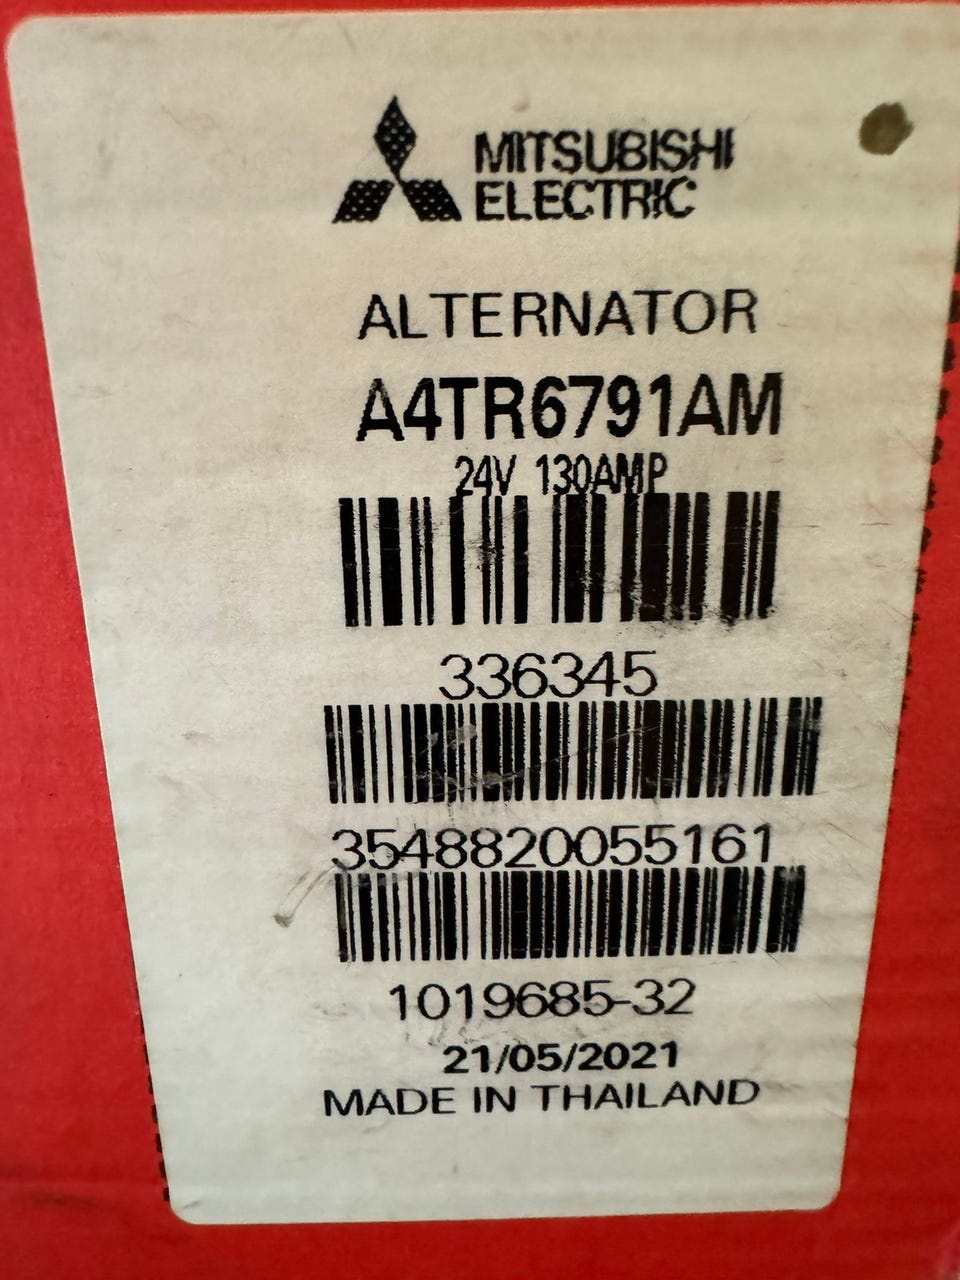 MITSUBISHI
ELECTRIC
ALTERNATOR
A4TR6791AM
24V 130AMP
336345
3548820055161
1019685-32
21/05/2021
MADE IN THAILAND